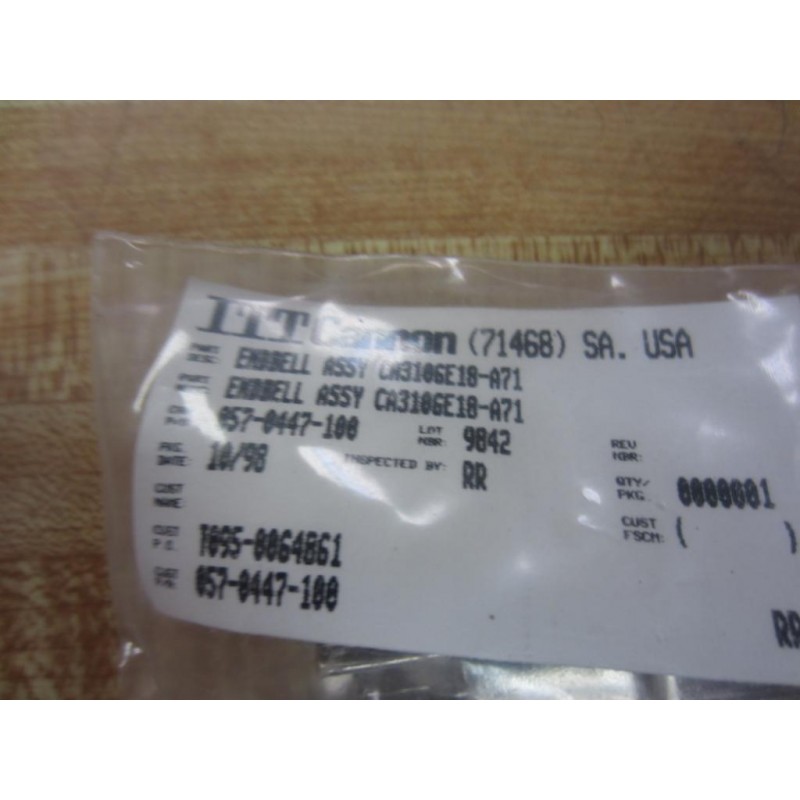 ITT Cannon (71468) SA. USA
PART DESC: ENDBELL ASSY CA3106E18-A71
PART DESC: ENDBELL ASSY CA3106E18-A71
P/N: 057-0447-100 LOT NBR: 9842 REV NBR:
PKG. DATE: 10/98 INSPECTED BY: RR QTY/ PKG. 0000001
CUST NAME: CUST FSCM: ( )
CUST P.O. T095-0064861
CUST P/N: 057-0447-100